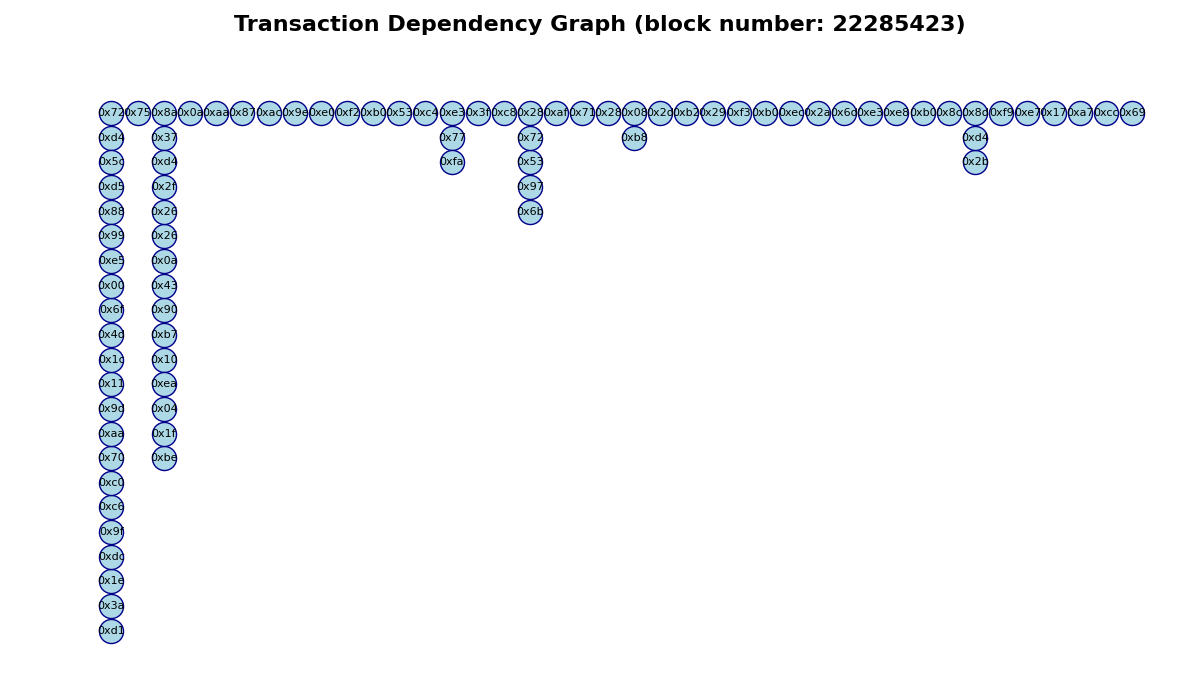 Transaction Dependency Graph (block number: 22285423)
0x72 0x75 0x8a 0x0a 0xaa 0x87 0xac 0x9e 0xe0 0xf2 0xb0 0x53 0xc4 0xe3 0x3f 0xc8 0x28 0xaf 0x71 0x28 0x08 0x2d 0xb2 0x29 0xf3 0xb0 0xec 0x2a 0x6d 0xe3 0xe8 0xb0 0x8c 0x8d 0xf9 0xe7 0x17 0xa7 0xcc 0x69
0xd4 0x37 0x77 0x72 0xb8 0xd4
0x5c 0xd4 0xfa 0x53 0x2b
0xd5 0x2f 0x97
0x88 0x26 0x6b
0x99 0x26
0xe5 0x0a
0x00 0x43
0x6f 0x90
0x4d 0xb7
0x1c 0x10
0x11 0xea
0x9d 0x04
0xaa 0x1f
0x70 0xbe
0xc0
0xc6
0x9f
0xdc
0x1e
0x3a
0xd1